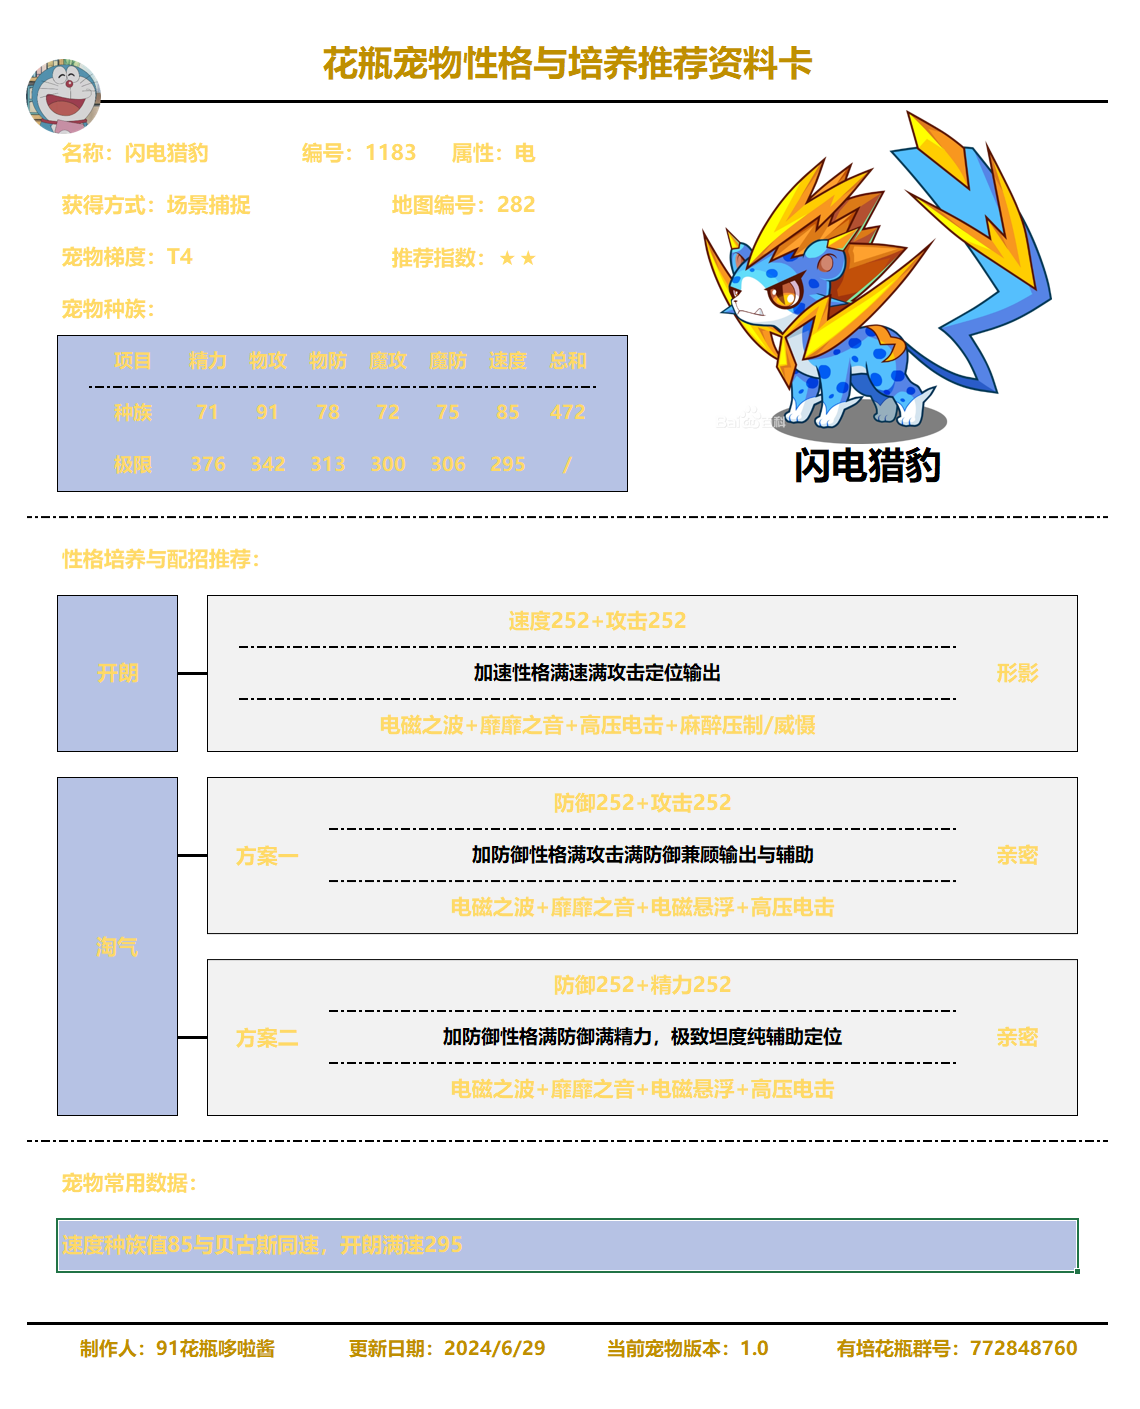 花瓶宠物性格与培养推荐资料卡
名称：闪电猎豹 编号：1183 属性：电
获得方式：场景捕捉 地图编号：282
宠物梯度：T4 推荐指数：★★
宠物种族：
项目 精力 物攻 物防 魔攻 魔防 速度 总和
种族 71 91 78 72 75 85 472
极限 376 342 313 300 306 295 /
Baidu百科
闪电猎豹
性格培养与配招推荐：
开朗
速度252+攻击252
加速性格满速满攻击定位输出
电磁之波+靡靡之音+高压电击+麻醉压制/威慑
形影
淘气
方案一
防御252+攻击252
加防御性格满攻击满防御兼顾输出与辅助
电磁之波+靡靡之音+电磁悬浮+高压电击
亲密
方案二
防御252+精力252
加防御性格满防御满精力，极致坦度纯辅助定位
电磁之波+靡靡之音+电磁悬浮+高压电击
亲密
宠物常用数据：
速度种族值85与贝古斯同速，开朗满速295
制作人：91花瓶哆啦酱 更新日期：2024/6/29 当前宠物版本：1.0 有培花瓶群号：772848760